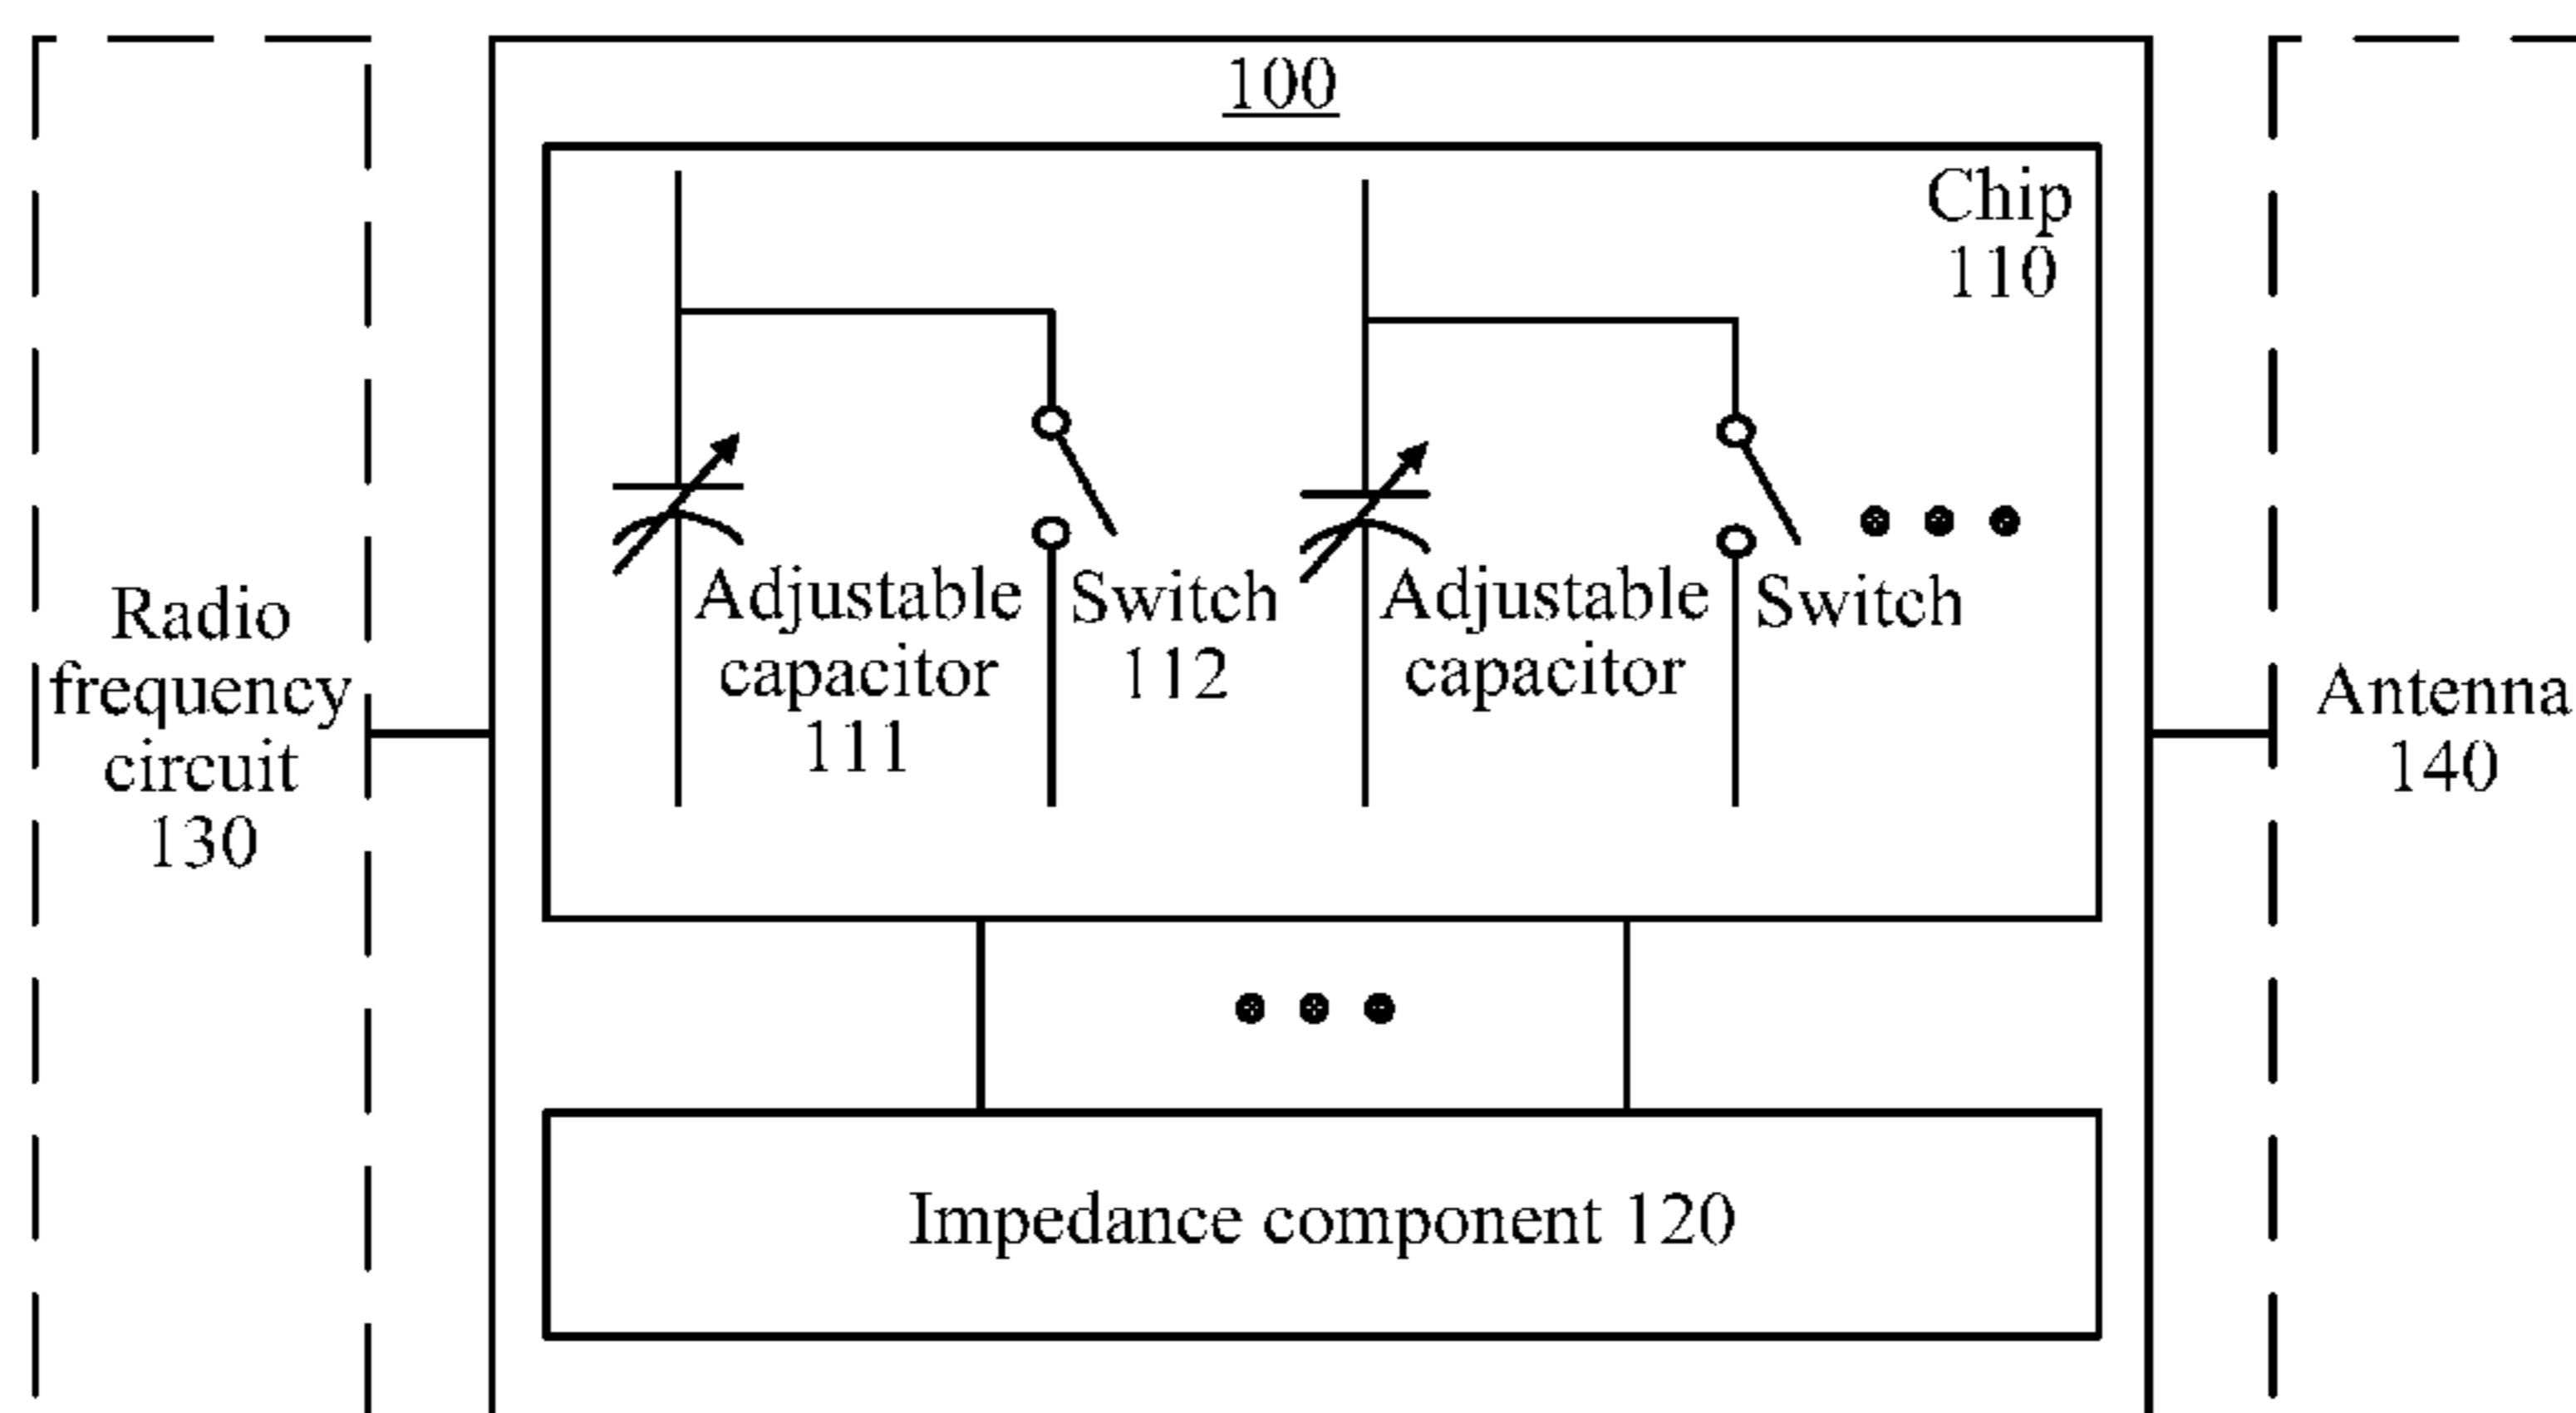 100
Chip
110
Adjustable
capacitor
111
Switch
112
Adjustable
capacitor
Switch
Radio
frequency
circuit
130
Antenna
140
Impedance component 120